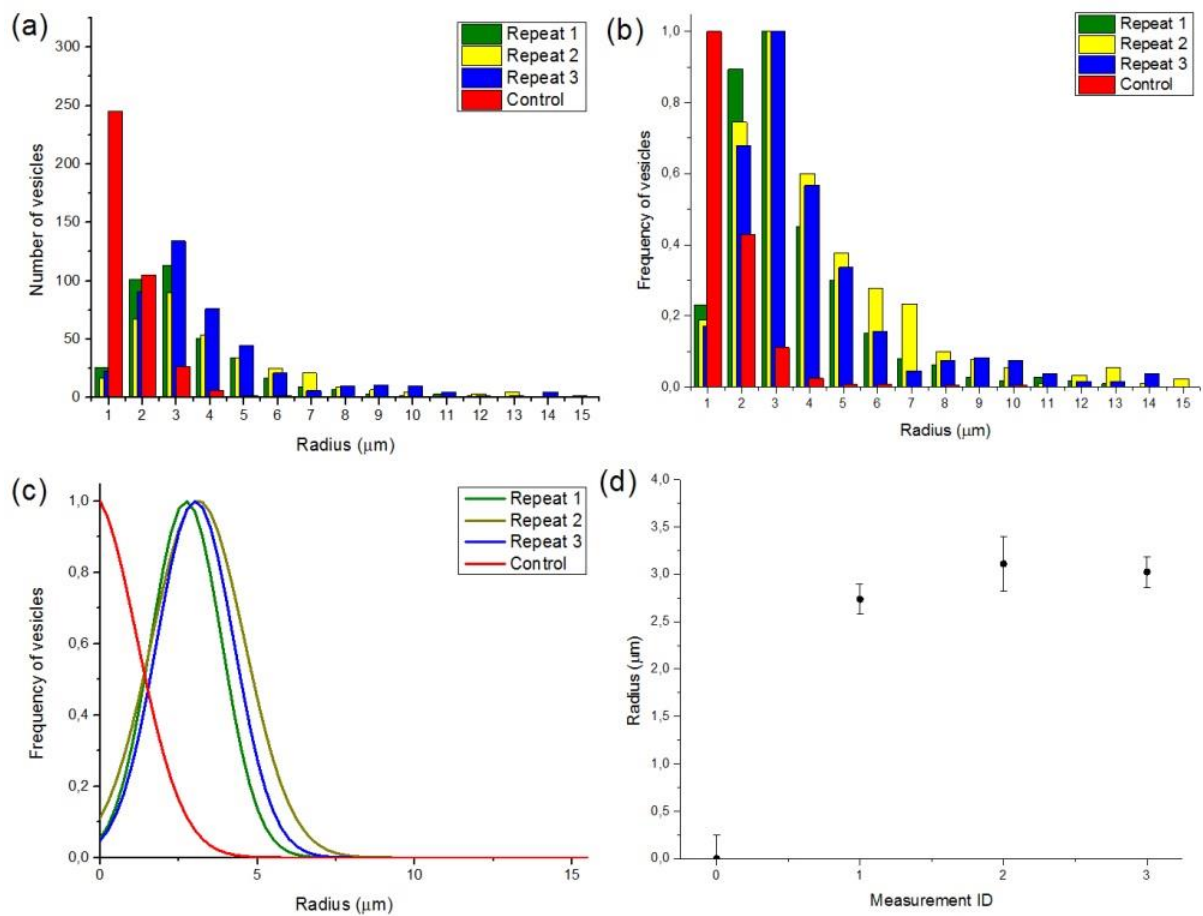 (a)
300
250
200
150
100
50
0
Number of vesicles
1 2 3 4 5 6 7 8 9 10 11 12 13 14 15
Radius (μm)
Repeat 1
Repeat 2
Repeat 3
Control
(b)
1,0
0,8
0,6
0,4
0,2
0,0
Frequency of vesicles
1 2 3 4 5 6 7 8 9 10 11 12 13 14 15
Radius (μm)
Repeat 1
Repeat 2
Repeat 3
Control
(c)
1,0
0,8
0,6
0,4
0,2
0,0
Frequency of vesicles
0 5 10 15
Radius (μm)
Repeat 1
Repeat 2
Repeat 3
Control
(d)
4,0
3,5
3,0
2,5
2,0
1,5
1,0
0,5
0,0
Radius (μm)
0 1 2 3
Measurement ID